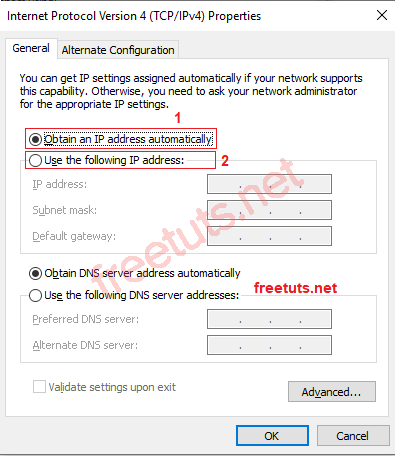 Internet Protocol Version 4 (TCP/IPv4) Properties
General
Alternate Configuration
You can get IP settings assigned automatically if your network supports
this capability. Otherwise, you need to ask your network administrator
for the appropriate IP settings.
1
Obtain an IP address automatically
Use the following IP address:
2
IP address:
Subnet mask:
Default gateway:
freetuts.net
Obtain DNS server address automatically
Use the following DNS server addresses:
freetuts.net
Preferred DNS server:
Alternate DNS server:
Validate settings upon exit
Advanced...
OK
Cancel